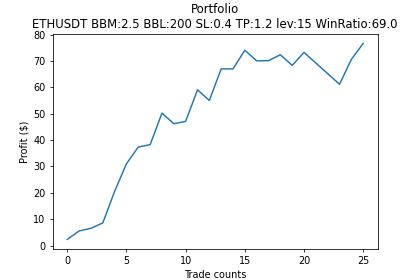 Portfolio
ETHUSDT BBM:2.5 BBL:200 SL:0.4 TP:1.2 lev:15 WinRatio:69.0
80
70
60
50
40
30
20
10
0
Profit ($)
0 5 10 15 20 25
Trade counts